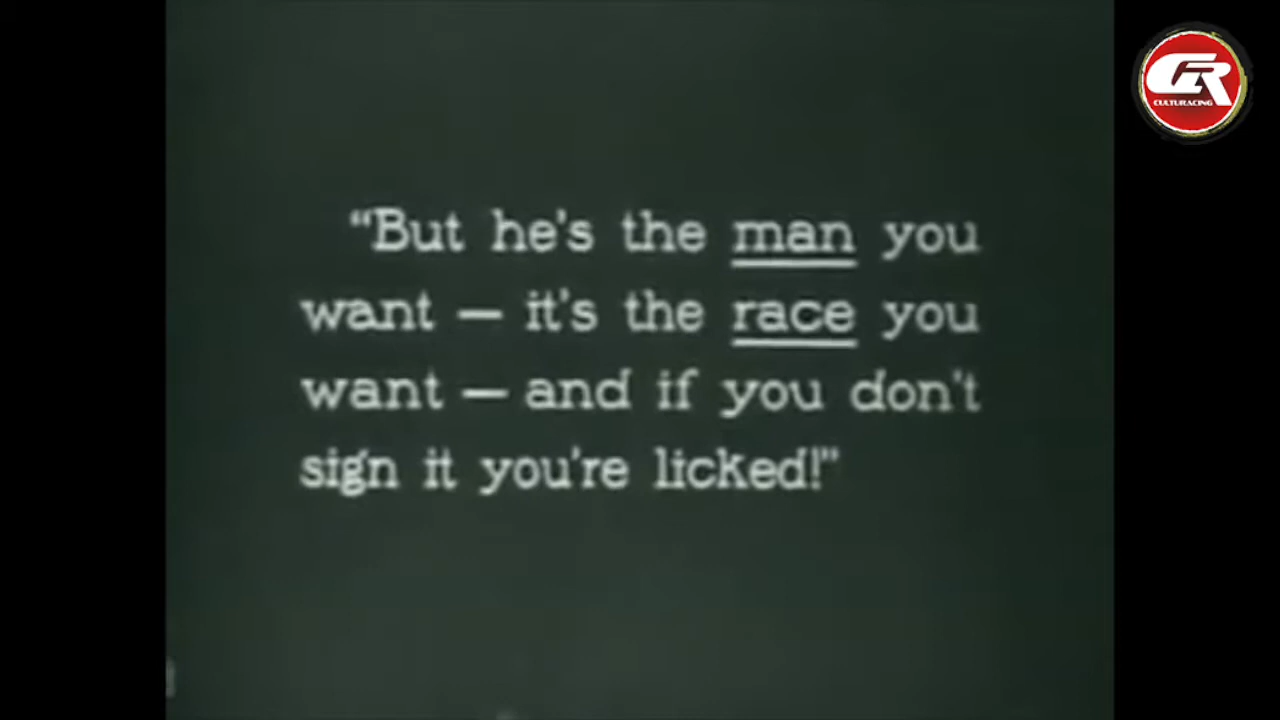 "But he's the man you
want — it's the race you
want — and if you don't
sign it you're licked!"
CR
CULTURACING